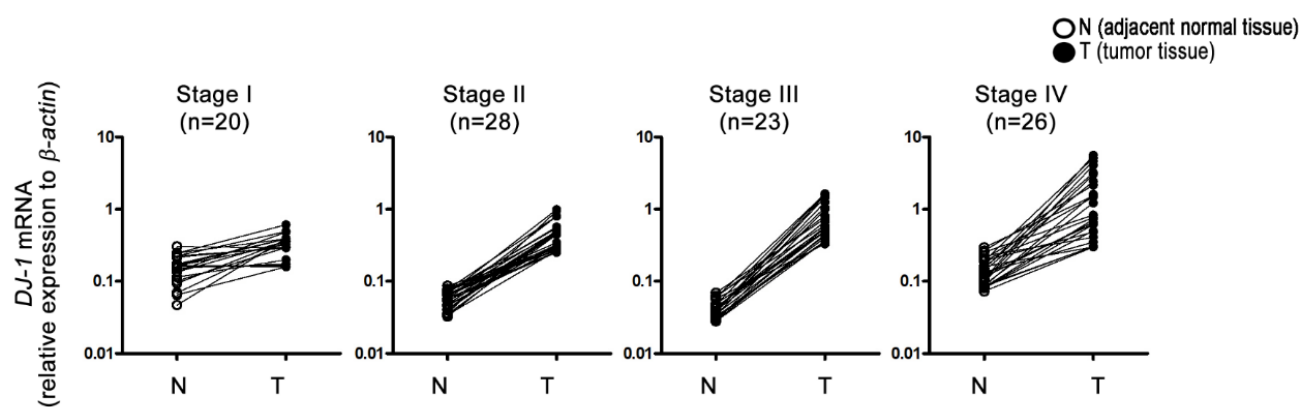 N (adjacent normal tissue)
T (tumor tissue)
DJ-1 mRNA
(relative expression to β-actin)
Stage I
(n=20)
10
1
0.1
0.01
N T
Stage II
(n=28)
10
1
0.1
0.01
N T
Stage III
(n=23)
10
1
0.1
0.01
N T
Stage IV
(n=26)
10
1
0.1
0.01
N T